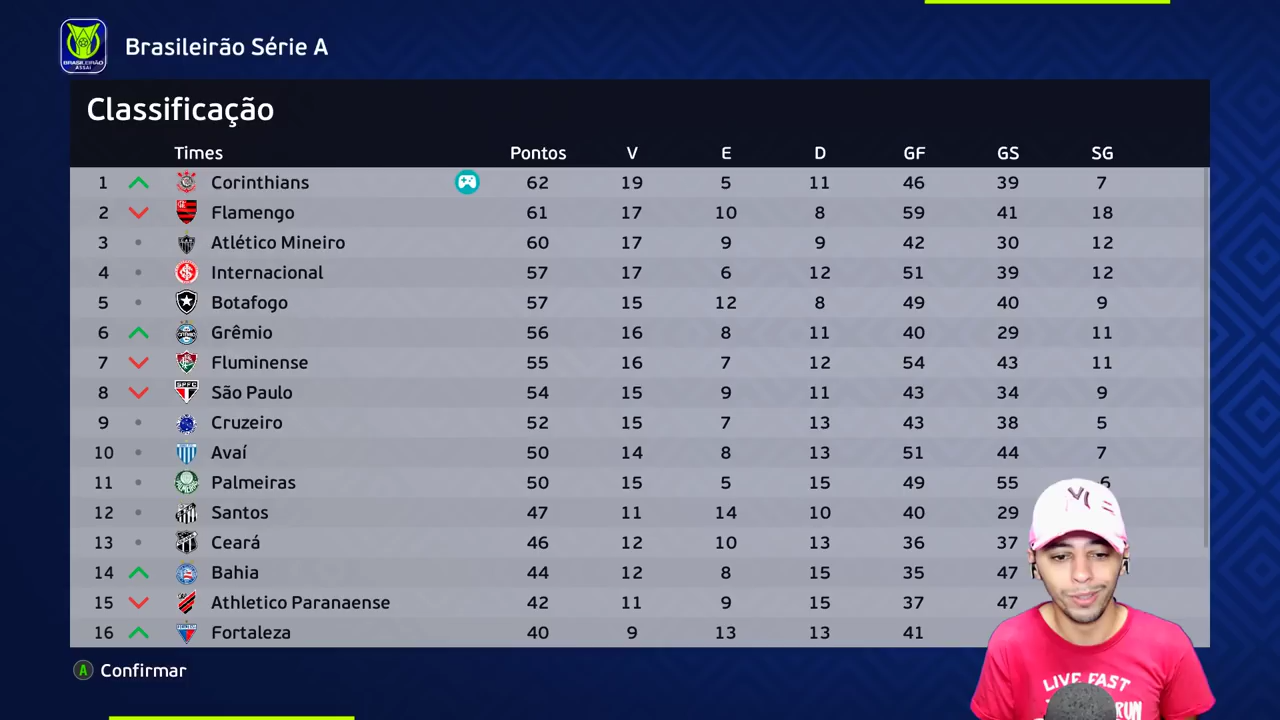 BRASILEIRÃO
ASSAÍ
Brasileirão Série A
Classificação
Times Pontos V E D GF GS SG
1 Corinthians 62 19 5 11 46 39 7
2 Flamengo 61 17 10 8 59 41 18
3 Atlético Mineiro 60 17 9 9 42 30 12
4 Internacional 57 17 6 12 51 39 12
5 Botafogo 57 15 12 8 49 40 9
6 Grêmio 56 16 8 11 40 29 11
7 Fluminense 55 16 7 12 54 43 11
8 São Paulo 54 15 9 11 43 34 9
9 Cruzeiro 52 15 7 13 43 38 5
10 Avaí 50 14 8 13 51 44 7
11 Palmeiras 50 15 5 15 49 55 6
12 Santos 47 11 14 10 40 29
13 Ceará 46 12 10 13 36 37
14 Bahia 44 12 8 15 35 47
15 Athletico Paranaense 42 11 9 15 37 47
16 Fortaleza 40 9 13 13 41
A Confirmar
LIVE FAST
RUN